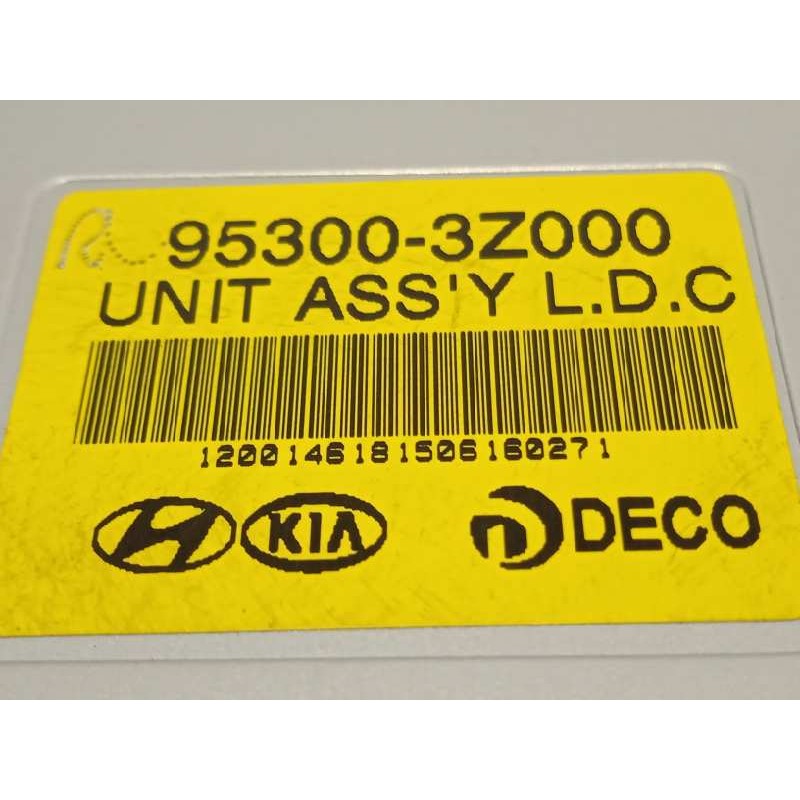 95300-3Z000
UNIT ASS'Y L.D.C
1200146181506160271
KIA DECO